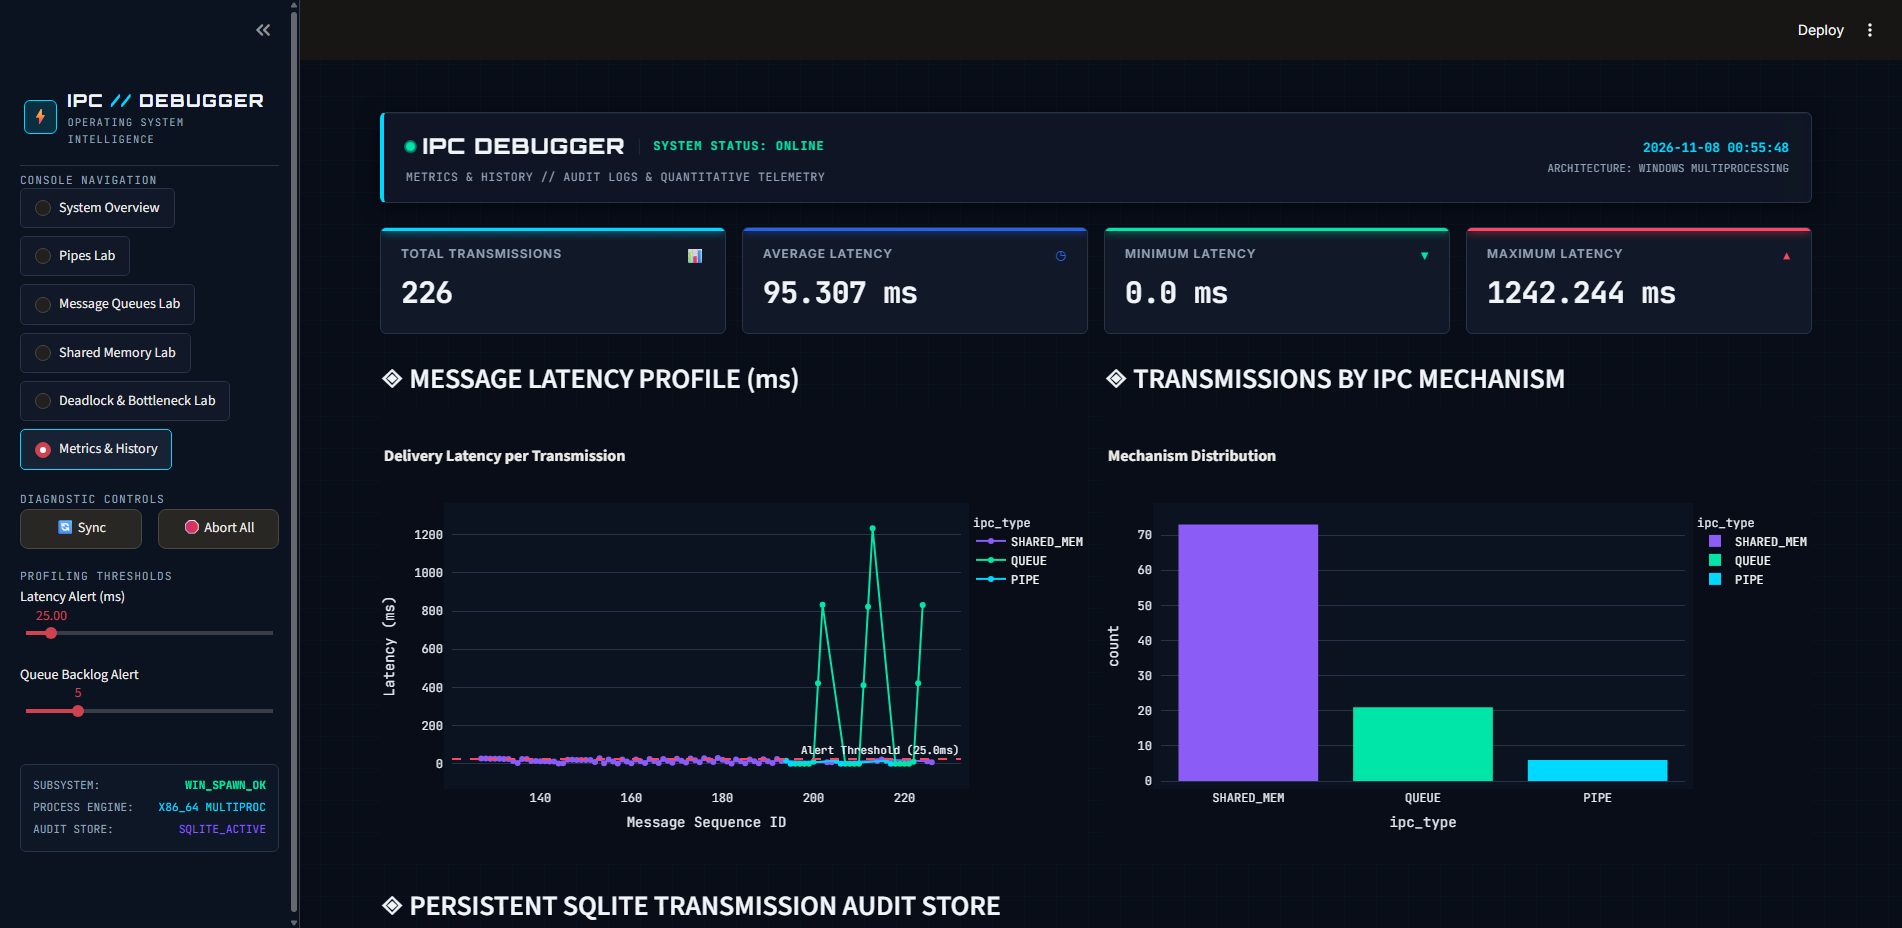 Deploy
IPC // DEBUGGER
OPERATING SYSTEM
INTELLIGENCE
CONSOLE NAVIGATION
System Overview
Pipes Lab
Message Queues Lab
Shared Memory Lab
Deadlock & Bottleneck Lab
Metrics & History
DIAGNOSTIC CONTROLS
Sync
Abort All
PROFILING THRESHOLDS
Latency Alert (ms)
25.00
Queue Backlog Alert
5
SUBSYSTEM: WIN_SPAWN_OK
PROCESS ENGINE: X86_64 MULTIPROC
AUDIT STORE: SQLITE_ACTIVE
IPC DEBUGGER
SYSTEM STATUS: ONLINE
METRICS & HISTORY // AUDIT LOGS & QUANTITATIVE TELEMETRY
2026-11-08 00:55:48
ARCHITECTURE: WINDOWS MULTIPROCESSING
TOTAL TRANSMISSIONS
226
AVERAGE LATENCY
95.307 ms
MINIMUM LATENCY
0.0 ms
MAXIMUM LATENCY
1242.244 ms
MESSAGE LATENCY PROFILE (ms)
Delivery Latency per Transmission
1200
1000
800
600
400
200
0
Latency (ms)
Alert Threshold (25.0ms)
140 160 180 200 220
Message Sequence ID
ipc_type
SHARED_MEM
QUEUE
PIPE
TRANSMISSIONS BY IPC MECHANISM
Mechanism Distribution
70
60
50
40
30
20
10
0
count
SHARED_MEM QUEUE PIPE
ipc_type
ipc_type
SHARED_MEM
QUEUE
PIPE
PERSISTENT SQLITE TRANSMISSION AUDIT STORE